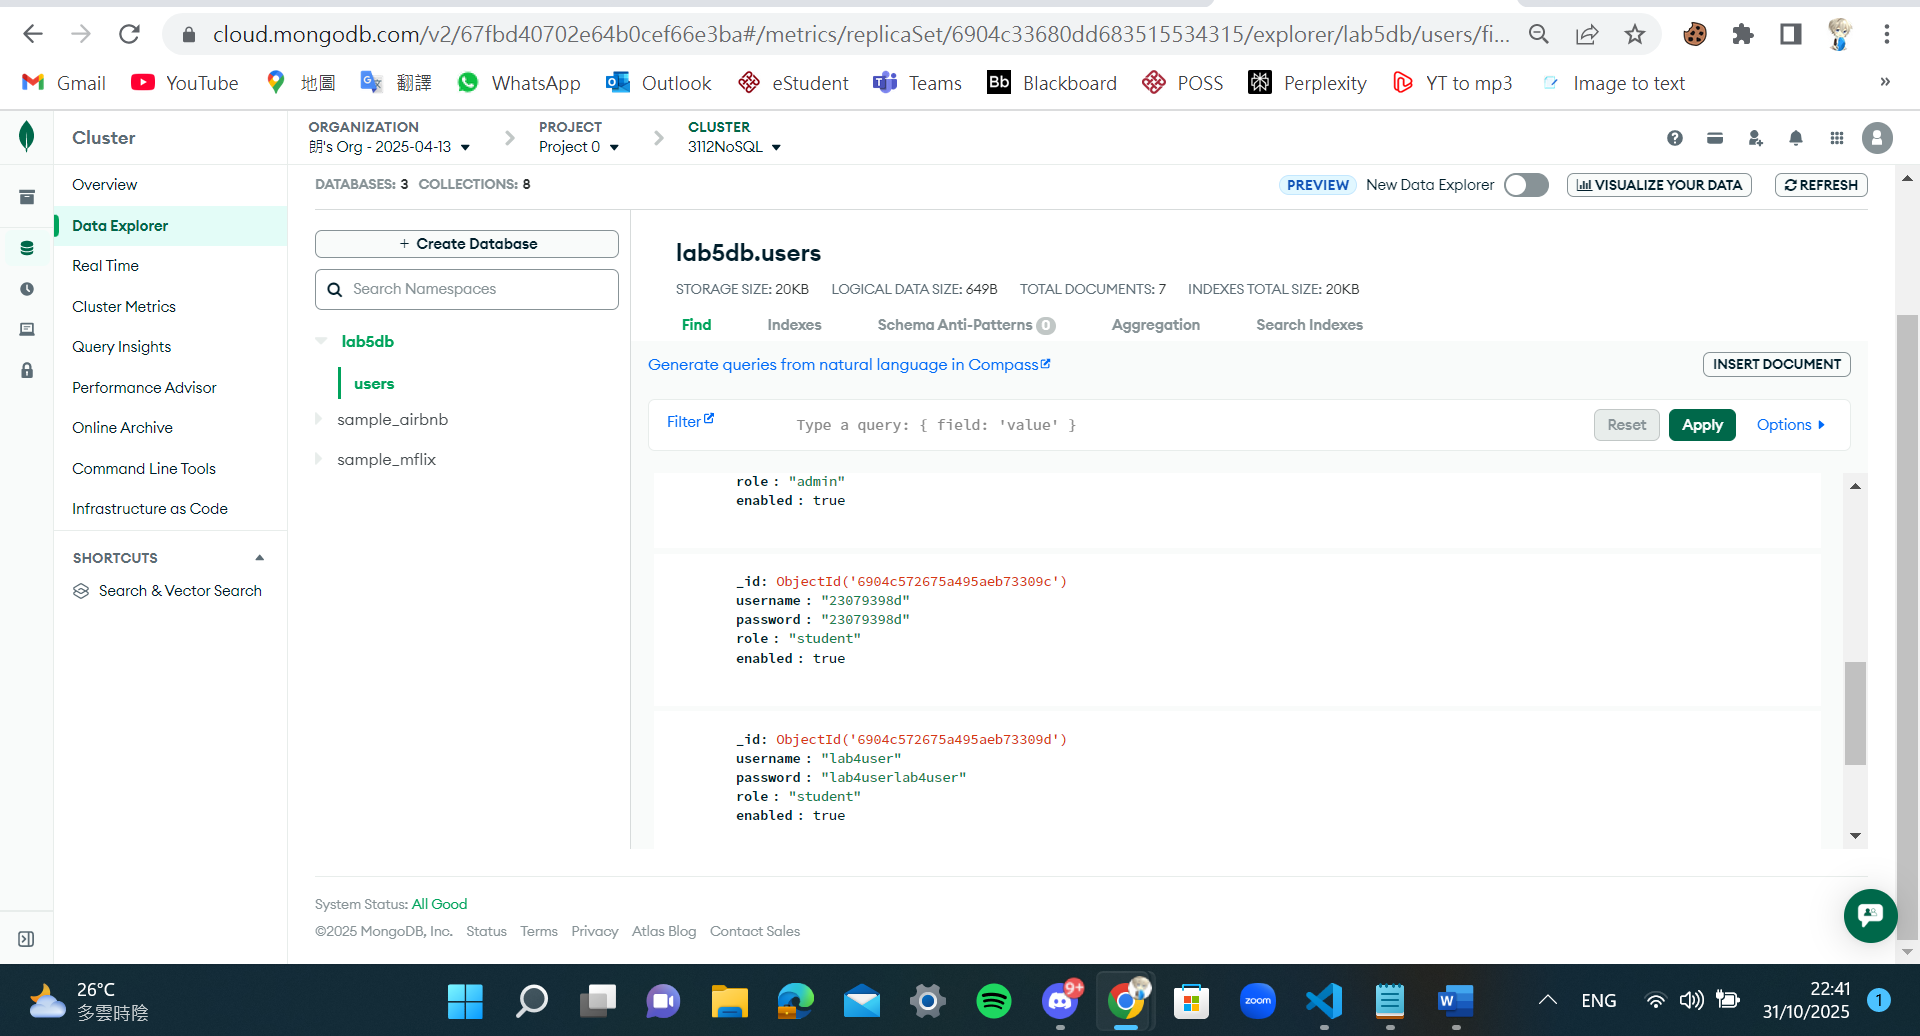 cloud.mongodb.com/v2/67fbd40702e64b0cef66e3ba#/metrics/replicaSet/6904c33680dd683515534315/explorer/lab5db/users/fi...
Gmail YouTube 地圖 翻譯 WhatsApp Outlook eStudent Teams Bb Blackboard POSS Perplexity YT to mp3 Image to text »
Cluster
ORGANIZATION PROJECT CLUSTER
朗's Org - 2025-04-13 Project 0 3112NoSQL
Overview
Data Explorer
Real Time
Cluster Metrics
Query Insights
Performance Advisor
Online Archive
Command Line Tools
Infrastructure as Code
SHORTCUTS
Search & Vector Search
DATABASES: 3 COLLECTIONS: 8
PREVIEW New Data Explorer VISUALIZE YOUR DATA REFRESH
+ Create Database
Search Namespaces
lab5db
users
sample_airbnb
sample_mflix
lab5db.users
STORAGE SIZE: 20KB LOGICAL DATA SIZE: 649B TOTAL DOCUMENTS: 7 INDEXES TOTAL SIZE: 20KB
Find Indexes Schema Anti-Patterns 0 Aggregation Search Indexes
Generate queries from natural language in Compass
INSERT DOCUMENT
Filter Type a query: { field: 'value' } Reset Apply Options
role : "admin"
enabled : true
_id: ObjectId('6904c572675a495aeb73309c')
username : "23079398d"
password : "23079398d"
role : "student"
enabled : true
_id: ObjectId('6904c572675a495aeb73309d')
username : "lab4user"
password : "lab4userlab4user"
role : "student"
enabled : true
System Status: All Good
©2025 MongoDB, Inc. Status Terms Privacy Atlas Blog Contact Sales
26°C
多雲時陰
9+
zoom
W
ENG
22:41
31/10/2025
1